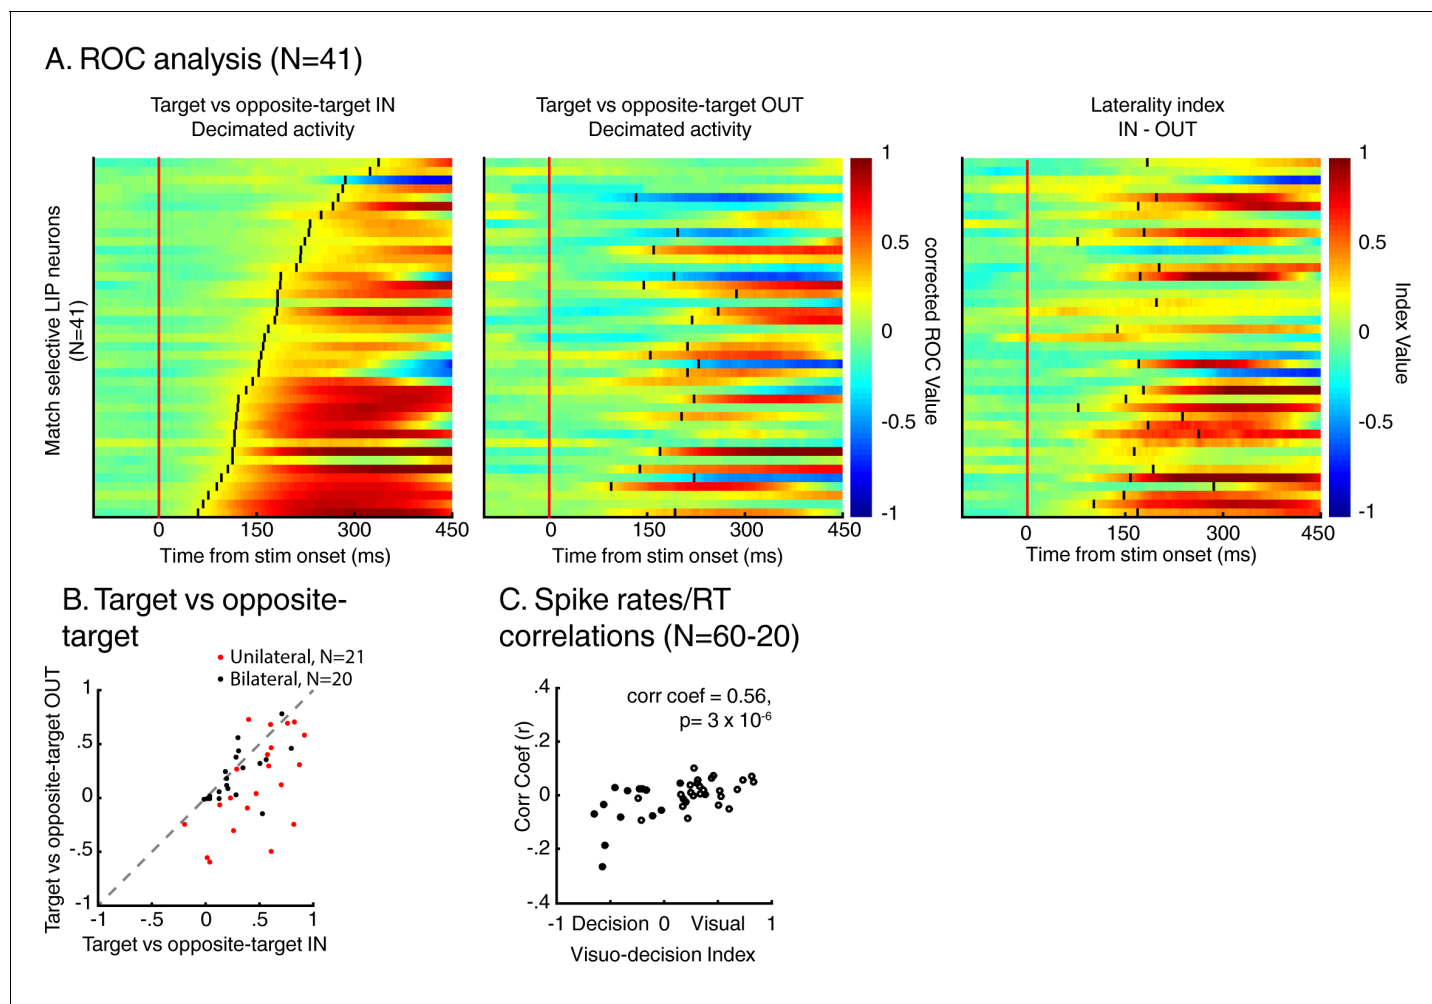 A. ROC analysis (N=41)
Target vs opposite-target IN
Decimated activity
Target vs opposite-target OUT
Decimated activity
Laterality index
IN - OUT
Match selective LIP neurons
(N=41)
0 150 300 450
Time from stim onset (ms)
0 150 300 450
Time from stim onset (ms)
1
0.5
0
-0.5
-1
corrected ROC Value
0 150 300 450
Time from stim onset (ms)
1
0.5
0
-0.5
-1
Index Value
B. Target vs opposite-
target
Unilateral, N=21
Bilateral, N=20
Target vs opposite-target OUT
1
.5
0
-.5
-1
-1 -.5 0 .5 1
Target vs opposite-target IN
C. Spike rates/RT
correlations (N=60-20)
corr coef = 0.56,
p= 3 x 10-6
Corr Coef (r)
.4
.2
0
-.2
-.4
-1 Decision 0 Visual 1
Visuo-decision Index